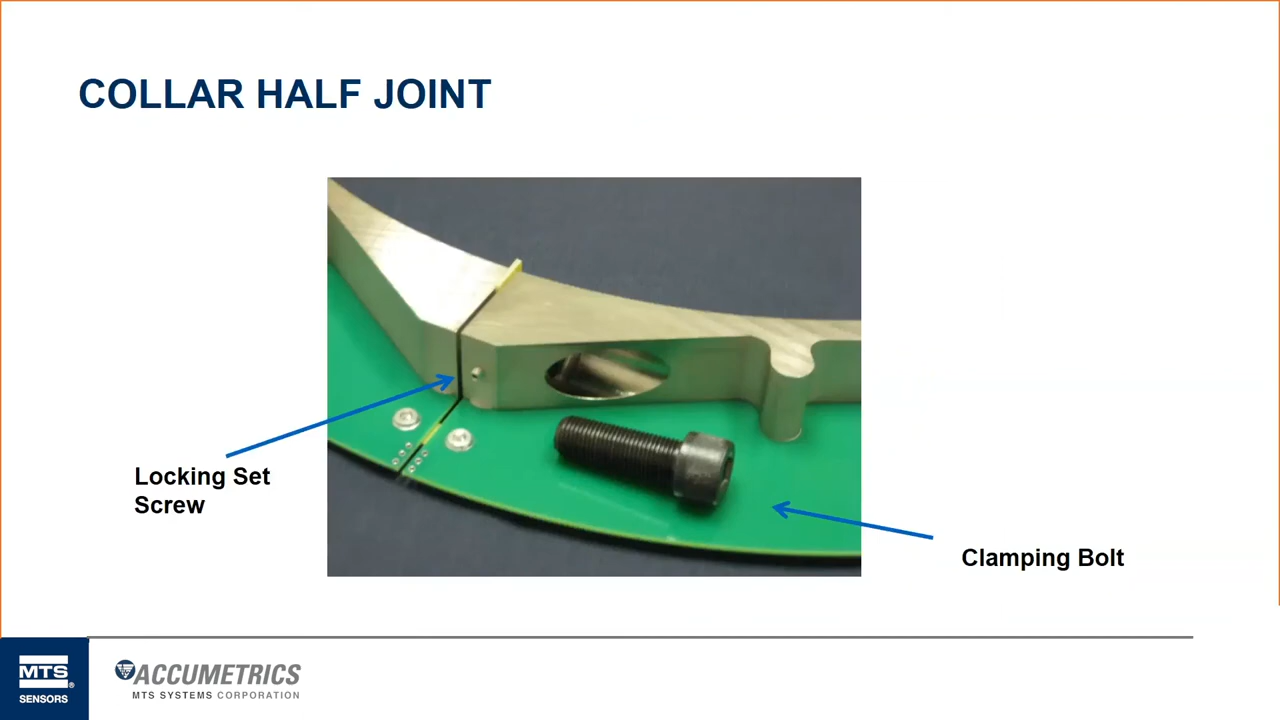 COLLAR HALF JOINT
Locking Set
Screw
Clamping Bolt
MTS
®
SENSORS
ACCUMETRICS
MTS SYSTEMS CORPORATION